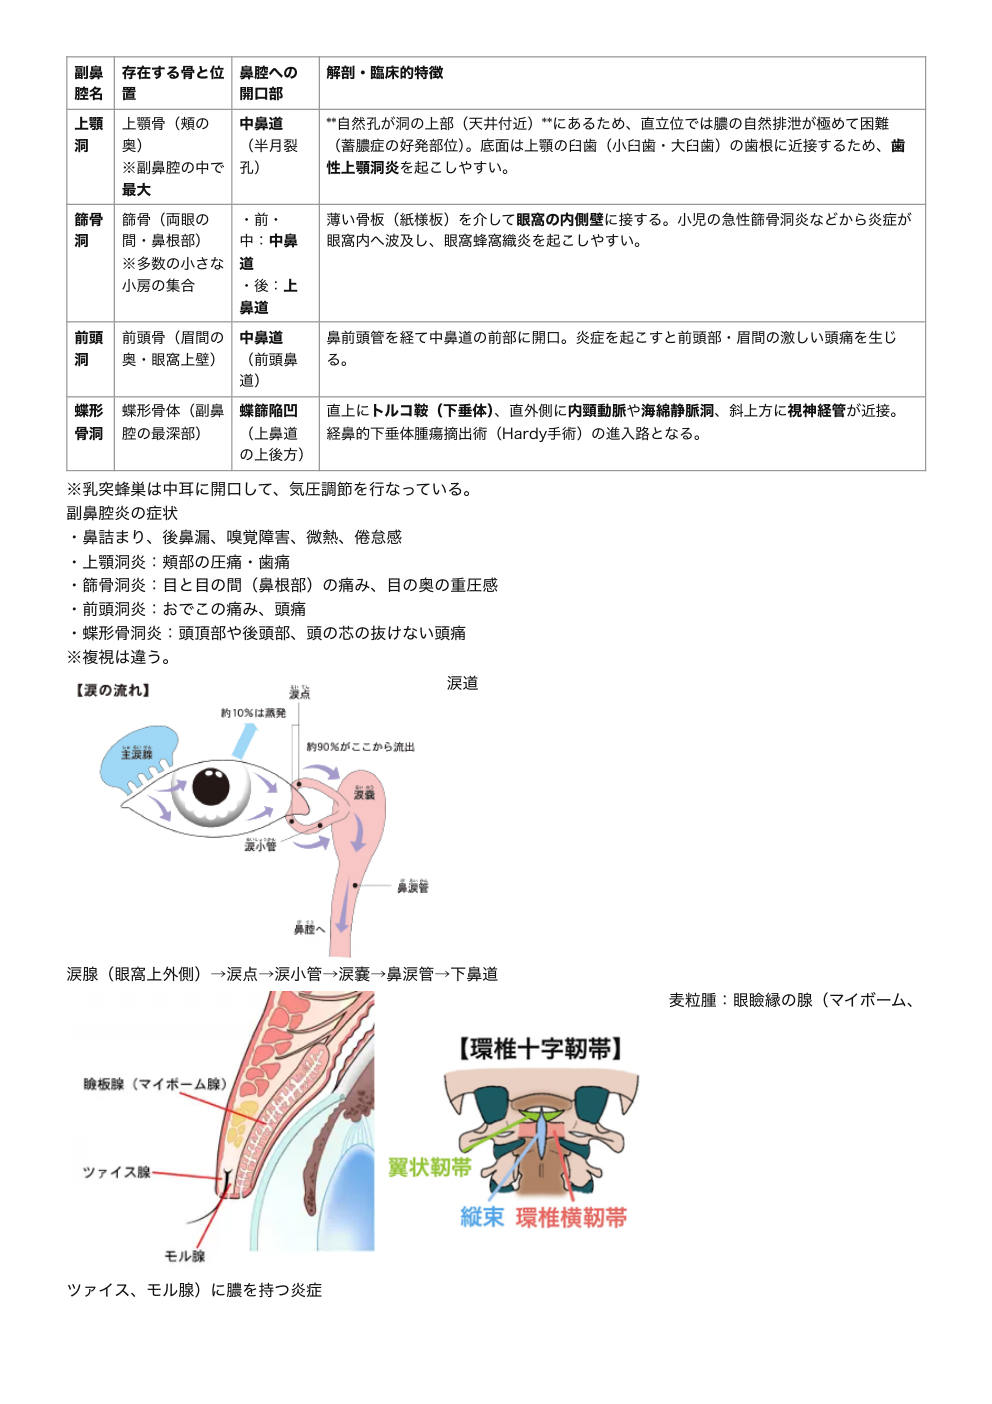 副鼻
腔名
存在する骨と位
置
鼻腔への
開口部
解剖・臨床的特徴
上顎
洞
上顎骨（頬の
奥）
※副鼻腔の中で
最大
中鼻道
（半月裂
孔）
**自然孔が洞の上部（天井付近）**にあるため、直立位では膿の自然排泄が極めて困難
（蓄膿症の好発部位）。底面は上顎の臼歯（小臼歯・大臼歯）の歯根に近接するため、歯
性上顎洞炎を起こしやすい。
篩骨
洞
篩骨（両眼の
間・鼻根部）
※多数の小さな
小房の集合
・前・
中：中鼻
道
・後：上
鼻道
薄い骨板（紙様板）を介して眼窩の内側壁に接する。小児の急性篩骨洞炎などから炎症が
眼窩内へ波及し、眼窩蜂窩織炎を起こしやすい。
前頭
洞
前頭骨（眉間の
奥・眼窩上壁）
中鼻道
（前頭鼻
道）
鼻前頭管を経て中鼻道の前部に開口。炎症を起こすと前頭部・眉間の激しい頭痛を生じ
る。
蝶形
骨洞
蝶形骨体（副鼻
腔の最深部）
蝶篩陥凹
（上鼻道
の上後方）
直上にトルコ鞍（下垂体）、直外側に内頸動脈や海綿静脈洞、斜上方に視神経管が近接。
経鼻的下垂体腫瘍摘出術（Hardy手術）の進入路となる。
※乳突蜂巣は中耳に開口して、気圧調節を行なっている。
副鼻腔炎の症状
・鼻詰まり、後鼻漏、嗅覚障害、微熱、倦怠感
・上顎洞炎：頬部の圧痛・歯痛
・篩骨洞炎：目と目の間（鼻根部）の痛み、目の奥の重圧感
・前頭洞炎：おでこの痛み、頭痛
・蝶形骨洞炎：頭頂部や後頭部、頭の芯の抜けない頭痛
※複視は違う。
【涙の流れ】
涙点
涙道
約10%は蒸発
主涙腺
約90%がここから流出
涙嚢
涙小管
鼻涙管
鼻腔へ
涙腺（眼窩上外側）→涙点→涙小管→涙嚢→鼻涙管→下鼻道
麦粒腫：眼瞼縁の腺（マイボーム、
瞼板腺（マイボーム腺）
ツァイス腺
モル腺
【環椎十字靭帯】
翼状靭帯
縦束
環椎横靭帯
ツァイス、モル腺）に膿を持つ炎症